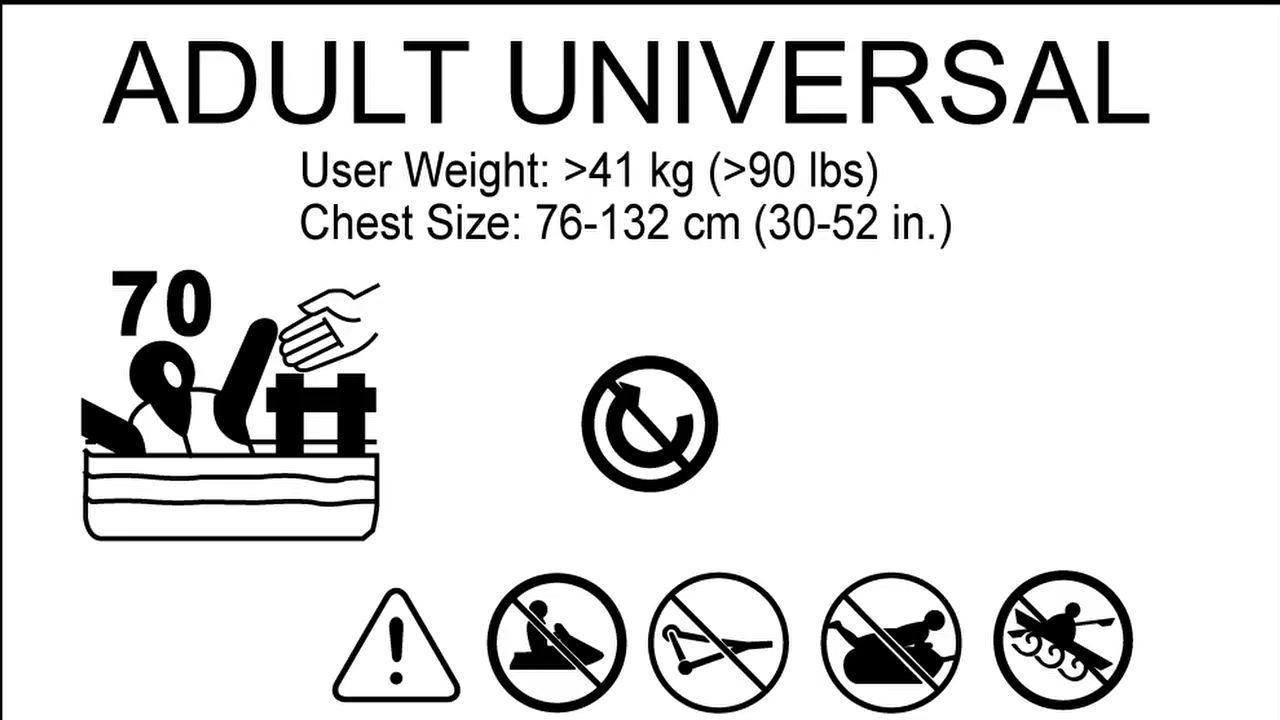 ADULT UNIVERSAL
User Weight: >41 kg (>90 lbs)
Chest Size: 76-132 cm (30-52 in.)
70